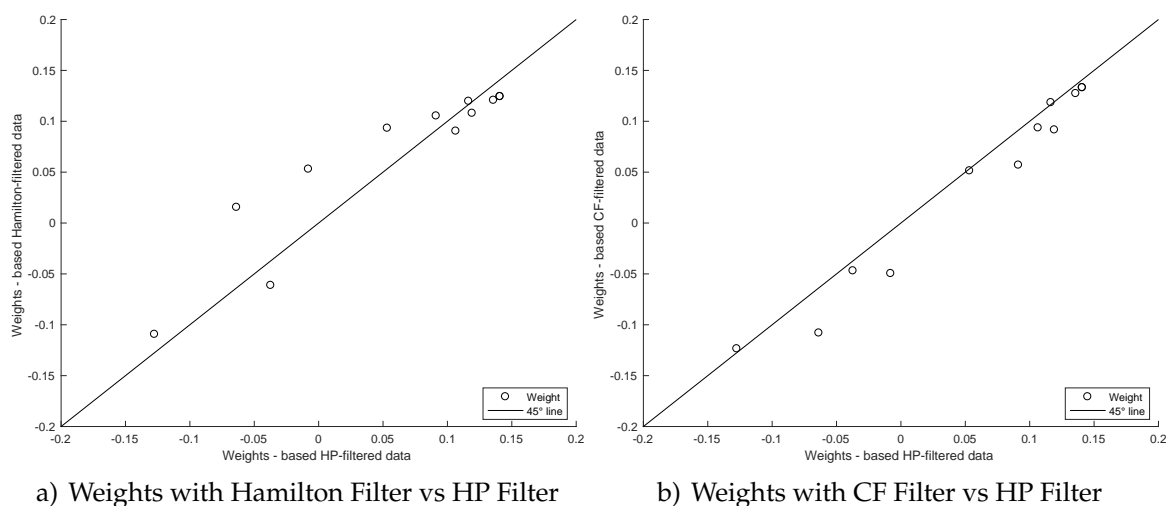 0.2
0.15
0.1
0.05
0
-0.05
-0.1
-0.15
-0.2
Weights - based Hamilton-filtered data
-0.2 -0.15 -0.1 -0.05 0 0.05 0.1 0.15 0.2
Weights - based HP-filtered data
Weight
45° line
a) Weights with Hamilton Filter vs HP Filter
0.2
0.15
0.1
0.05
0
-0.05
-0.1
-0.15
-0.2
Weights - based CF-filtered data
-0.2 -0.15 -0.1 -0.05 0 0.05 0.1 0.15 0.2
Weights - based HP-filtered data
Weight
45° line
b) Weights with CF Filter vs HP Filter